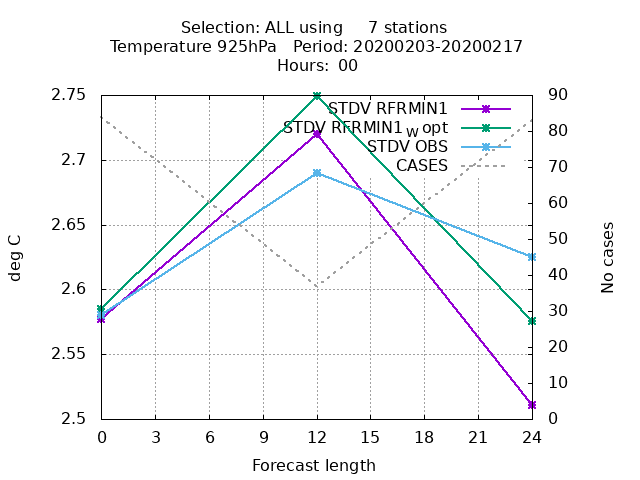 Selection: ALL using     7 stations
Temperature 925hPa   Period: 20200203-20200217
Hours:  00
2.75
2.7
2.65
2.6
2.55
2.5
deg C
90
80
70
60
50
40
30
20
10
0
No cases
STDV RFRMIN1
STDV RFRMIN1_W opt
STDV OBS
CASES
0 3 6 9 12 15 18 21 24
Forecast length